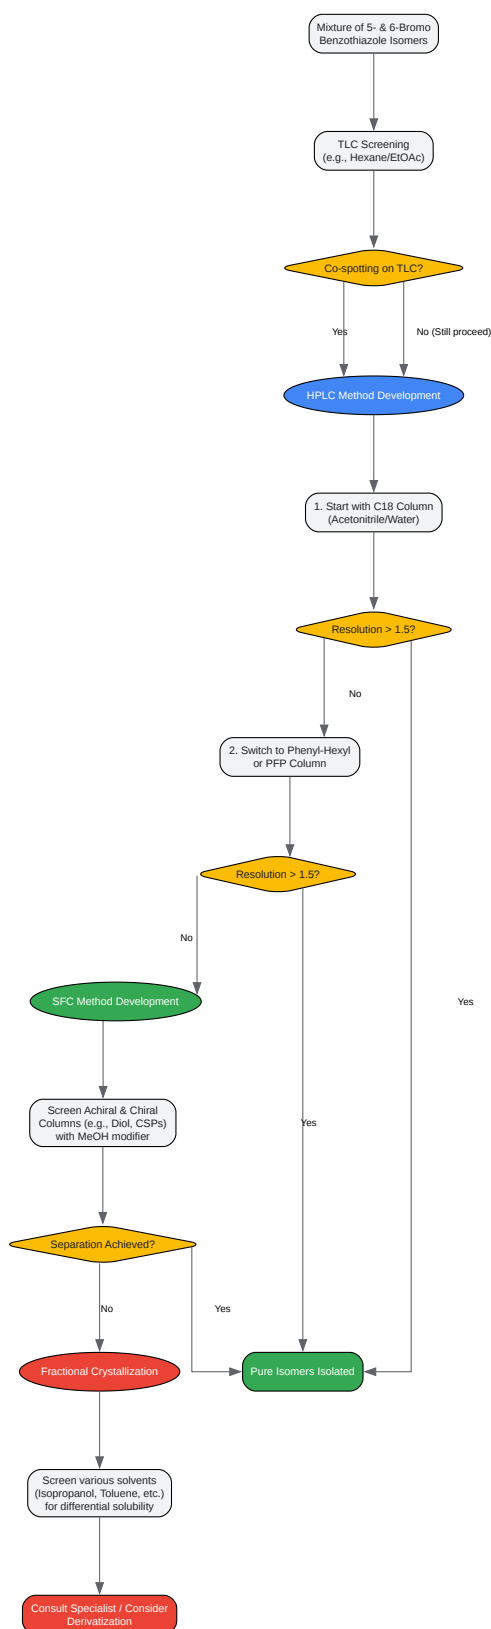 Mixture of 5- & 6-Bromo
Benzothiazole Isomers
TLC Screening
(e.g., Hexane/EtOAc)
Co-spotting on TLC?
Yes
No (Still proceed)
HPLC Method Development
1. Start with C18 Column
(Acetonitrile/Water)
Resolution > 1.5?
No
2. Switch to Phenyl-Hexyl
or PFP Column
Resolution > 1.5?
No
SFC Method Development
Yes
Screen Achiral & Chiral
Columns (e.g., Diol, CSPs)
with MeOH modifier
Yes
Separation Achieved?
No
Yes
Fractional Crystallization
Pure Isomers Isolated
Screen various solvents
(Isopropanol, Toluene, etc.)
for differential solubility
Consult Specialist / Consider
Derivatization